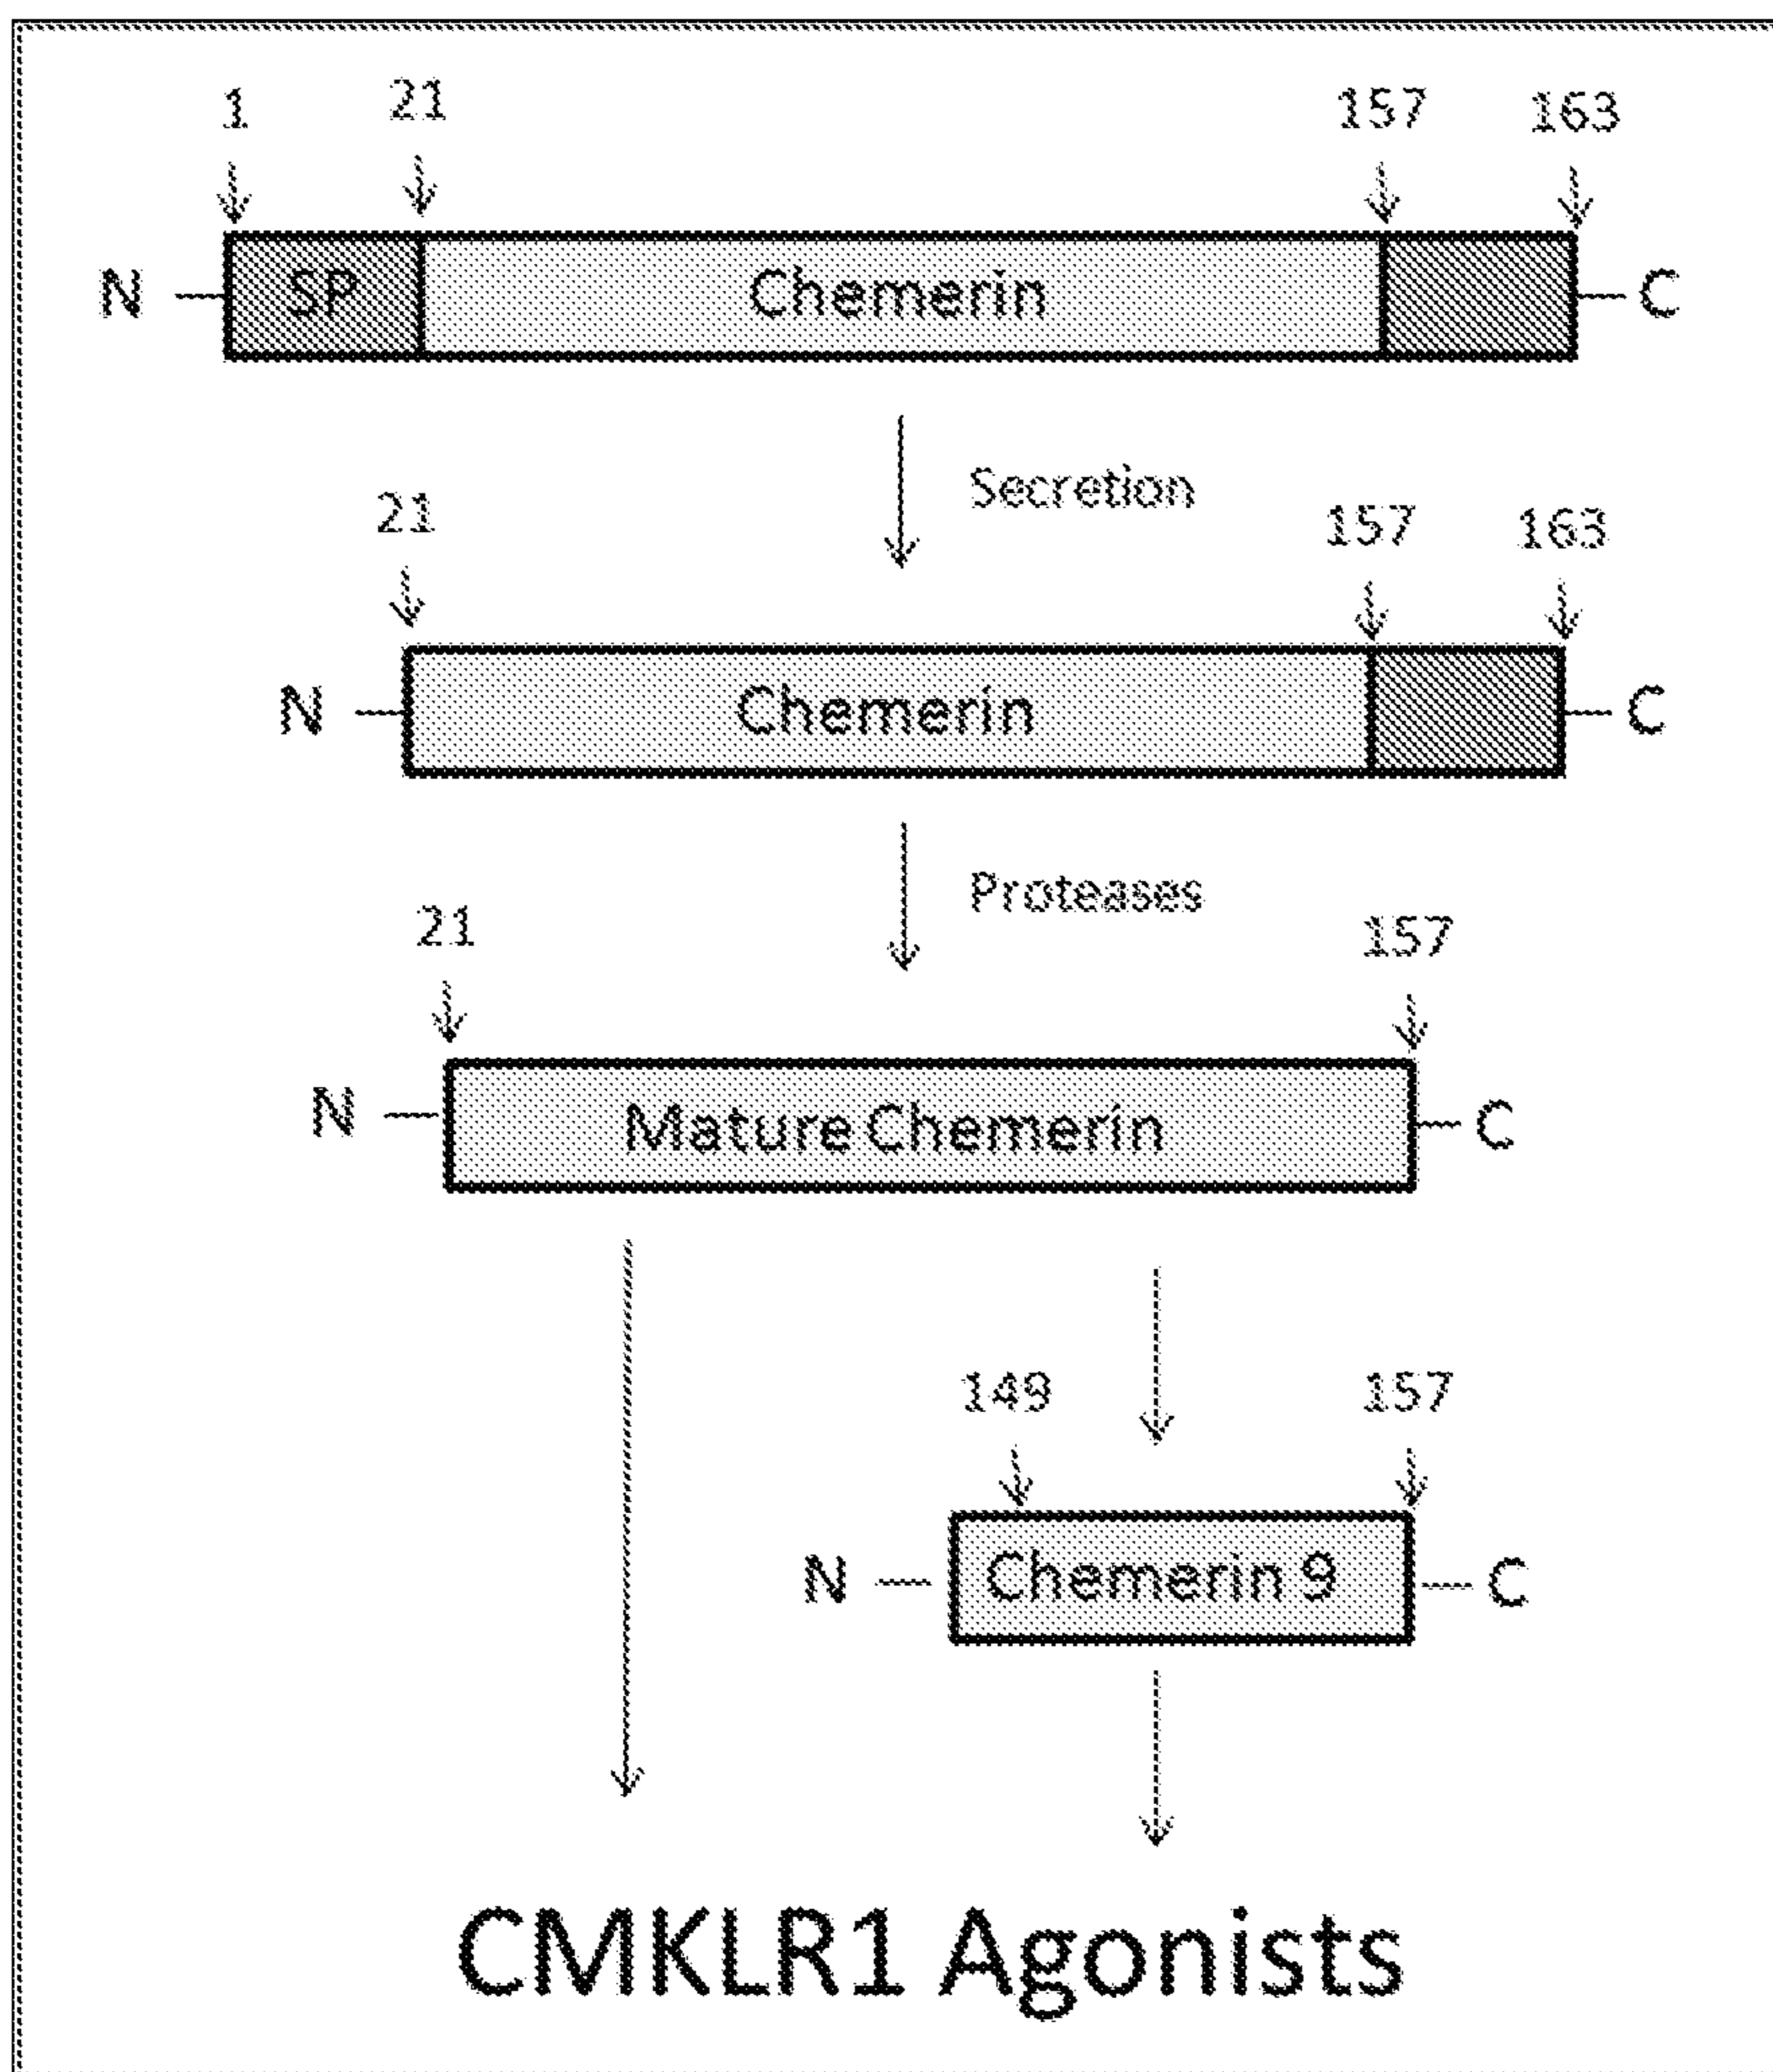 1 21 157 163
N SP Chemerin C
Secretion
21 157 163
N Chemerin C
Proteases
21 157
N Mature Chemerin C
149 157
N Chemerin 9 C
CMKLR1 Agonists